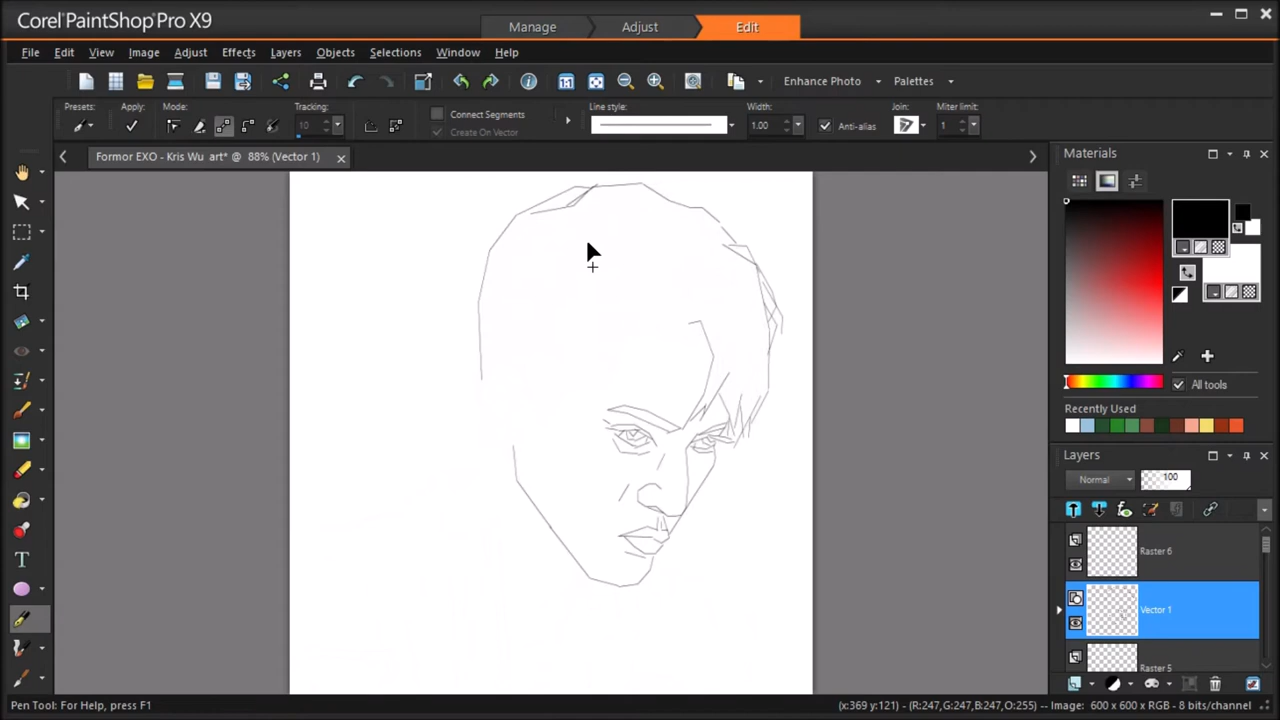 Corel PaintShop Pro X9
Manage
Adjust
Edit
File Edit View Image Adjust Effects Layers Objects Selections Window Help
Enhance Photo
Palettes
Presets:
Apply:
Mode:
Tracking:
10
Connect Segments
Create On Vector
Line style:
Width:
1.00
Anti-alias
Join:
Miter limit:
1
Formor EXO - Kris Wu art* @ 88% (Vector 1)
Materials
All tools
Recently Used
Layers
Normal
100
Raster 6
Vector 1
Raster 5
Pen Tool: For Help, press F1
(x:369 y:121) - (R:247,G:247,B:247,O:255) -- Image: 600 x 600 x RGB - 8 bits/channel